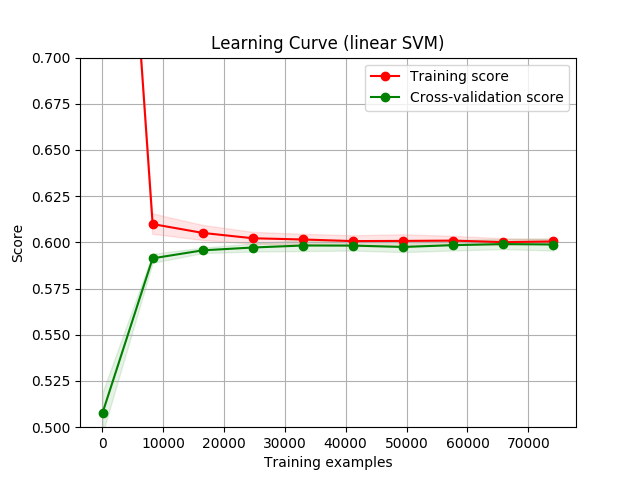 Learning Curve (linear SVM)
0.700
0.675
0.650
0.625
0.600
0.575
0.550
0.525
0.500
Score
Training score
Cross-validation score
0 10000 20000 30000 40000 50000 60000 70000
Training examples